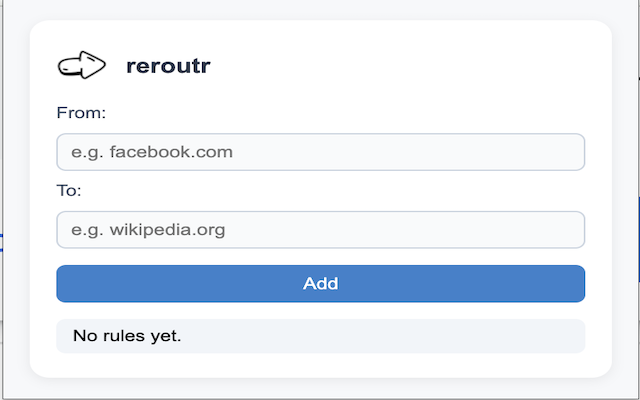 reroutr
From:
e.g. facebook.com
To:
e.g. wikipedia.org
Add
No rules yet.